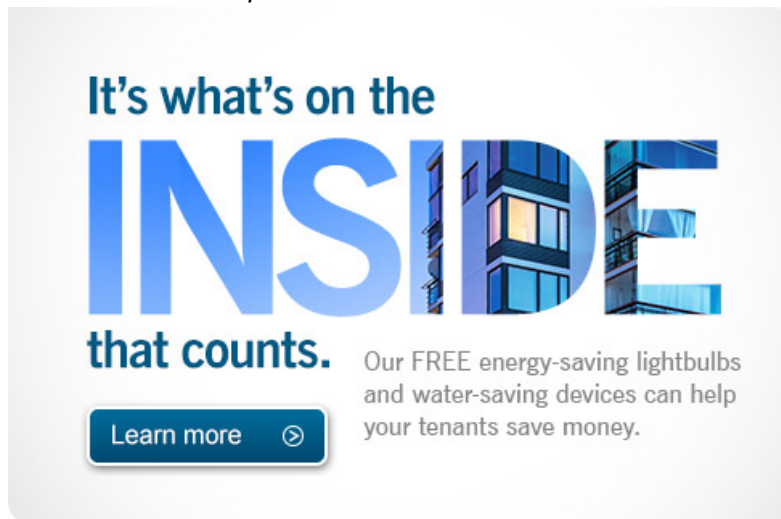 It's what's on the
INSIDE
that counts.
Our FREE energy-saving lightbulbs
and water-saving devices can help
your tenants save money.
Learn more